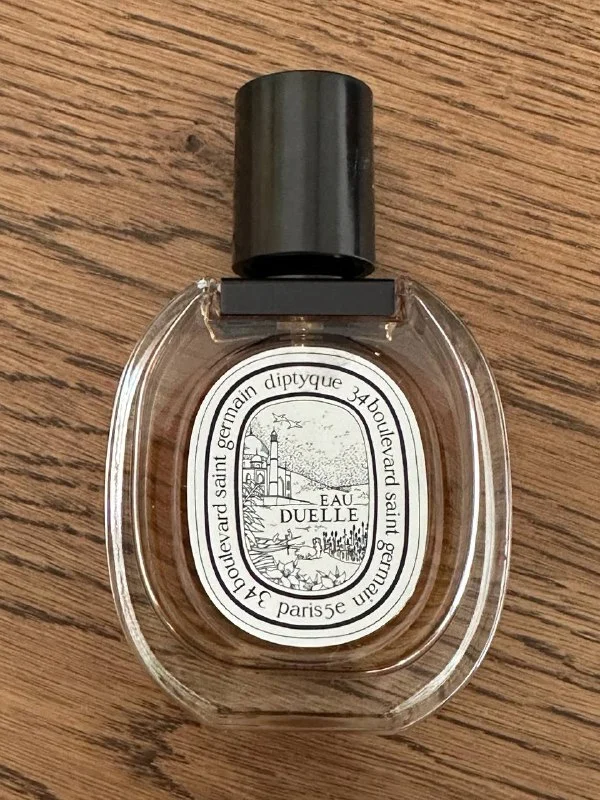 diptyque 34 boulevard saint germain paris5e 34 boulevard saint germain
EAU
DUELLE